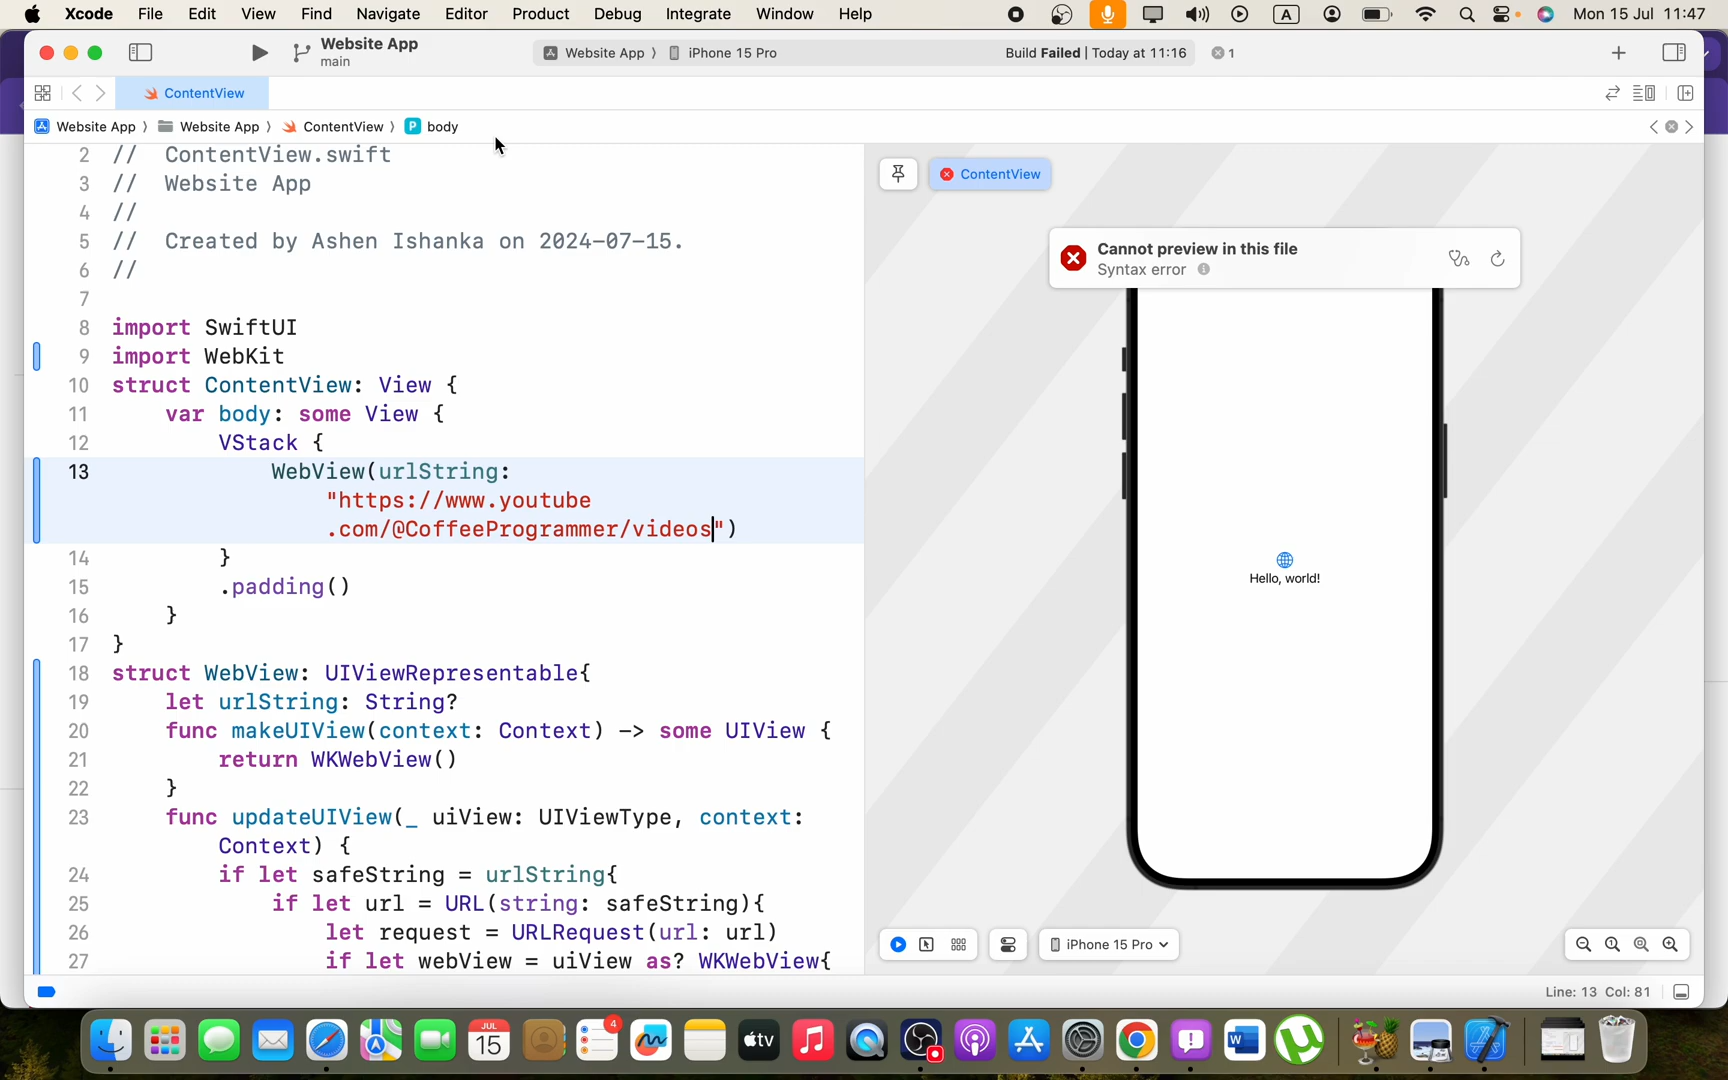 Xcode File Edit View Find Navigate Editor Product Debug Integrate Window Help A Mon 15 Jul 11:47
Website App
main
Website App ⟩ iPhone 15 Pro Build Failed | Today at 11:16 1
ContentView
Website App ⟩ Website App ⟩ ContentView ⟩ P body
2 // ContentView.swift
3 // Website App
4 //
5 // Created by Ashen Ishanka on 2024-07-15.
6 //
7
8 import SwiftUI
9 import WebKit
10 struct ContentView: View {
11 var body: some View {
12 VStack {
13 WebView(urlString:
"https://www.youtube
.com/@CoffeeProgrammer/videos")
14 }
15 .padding()
16 }
17 }
18 struct WebView: UIViewRepresentable{
19 let urlString: String?
20 func makeUIView(context: Context) -> some UIView {
21 return WKWebView()
22 }
23 func updateUIView(_ uiView: UIViewType, context:
Context) {
24 if let safeString = urlString{
25 if let url = URL(string: safeString){
26 let request = URLRequest(url: url)
27 if let webView = uiView as? WKWebView{
ContentView
Cannot preview in this file
Syntax error
Hello, world!
iPhone 15 Pro
Line: 13 Col: 81
JUL
15
4
tv
W